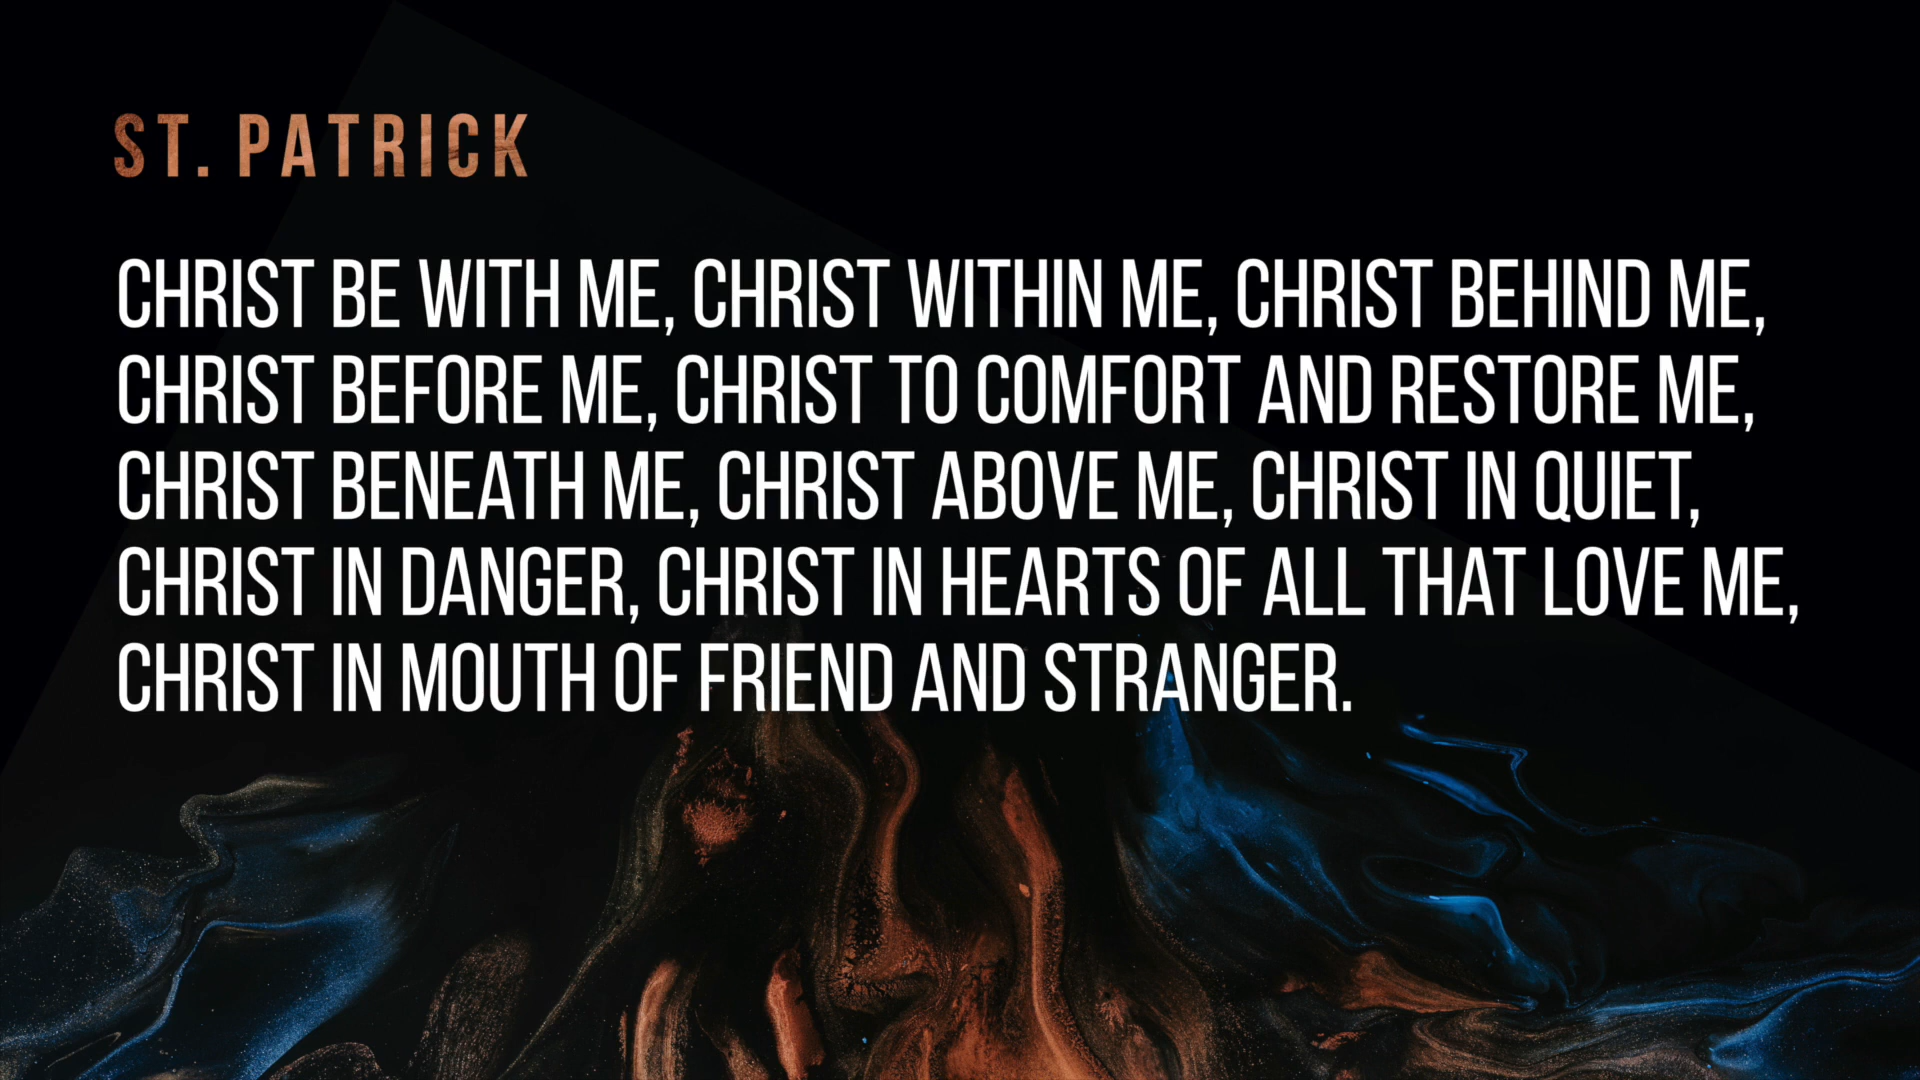 ST. PATRICK
CHRIST BE WITH ME, CHRIST WITHIN ME, CHRIST BEHIND ME,
CHRIST BEFORE ME, CHRIST TO COMFORT AND RESTORE ME,
CHRIST BENEATH ME, CHRIST ABOVE ME, CHRIST IN QUIET,
CHRIST IN DANGER, CHRIST IN HEARTS OF ALL THAT LOVE ME,
CHRIST IN MOUTH OF FRIEND AND STRANGER.